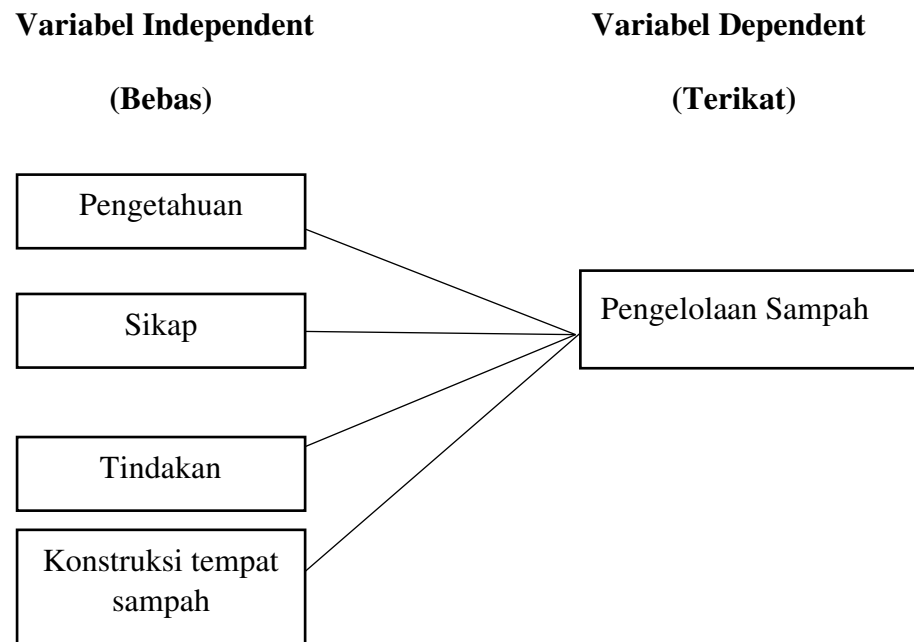 Variabel Independent
(Bebas)
Variabel Dependent
(Terikat)
Pengetahuan
Sikap
Tindakan
Konstruksi tempat
sampah
Pengelolaan Sampah